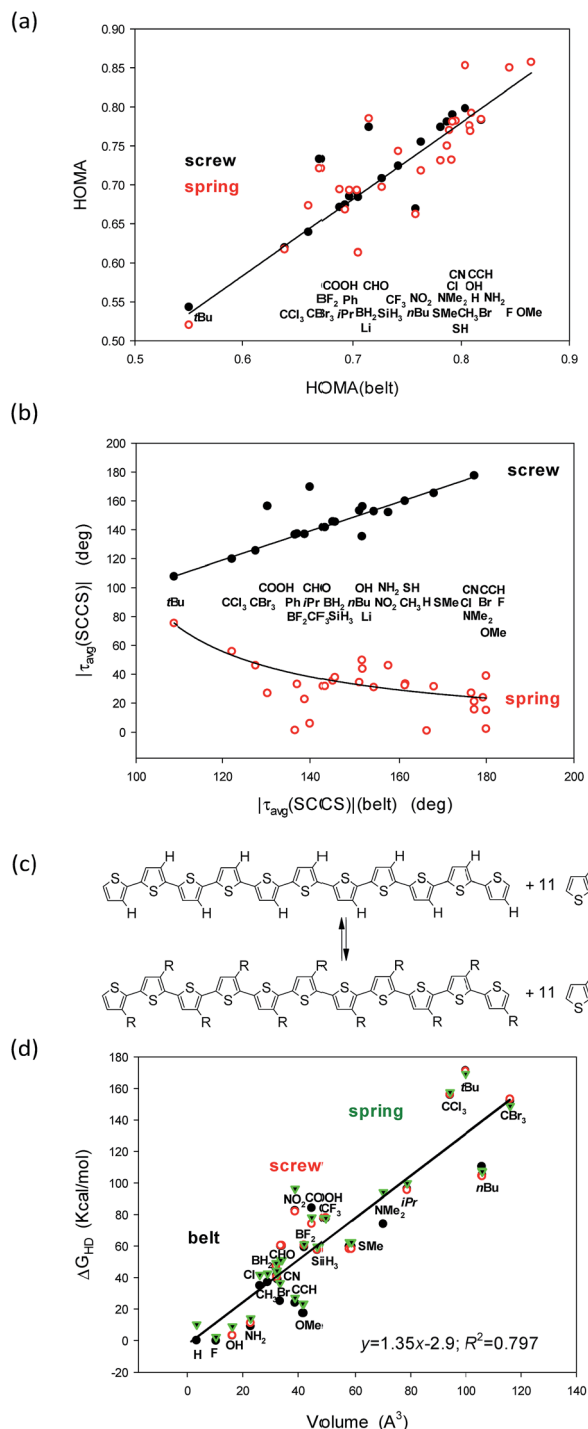 (a)
0.90
0.85
0.80
0.75
0.70
0.65
0.60
0.55
0.50
HOMA
screw
spring
CN CCH
COOH CHO Cl OH
BF2 Ph CF3 NO2 NMe2 H NH2
CCl3 CBr3 iPr BH2 SiH3 nBu SMe CH3 Br F OMe
Li SH
tBu
0.6 0.7 0.8 0.9
HOMA(belt)
(b)
200
180
160
140
120
100
80
60
40
20
0
|τavg(SCCS)| (deg)
screw
COOH CHO OH NH2 SH CN CCH
CCl3 CBr3 Ph iPr BH2 nBu NO2 CH3 H SMe Cl Br F
BF2 CF3 SiH3 Li NMe2
OMe
tBu
spring
100 120 140 160 180 200
|τavg(SCCS)|(belt) (deg)
(c)
H H H H
S S S S S S S S S S + 11 S
H H H H H
R R R R
S S S S S S S S S S + 11 S
R R R R R
(d)
180
160
140
120
100
80
60
40
20
0
-20
ΔGHD (Kcal/mol)
spring
tBu
CCl3
CBr3
screw
NO2 COOH
CF3
NMe2
iPr
nBu
belt
BF2
BH2 CHO
SiH3
SMe
Cl
CN
CH3
Br CCH
OMe
NH2
H F OH
y=1.35x-2.9; R2=0.797
0 20 40 60 80 100 120 140
Volume (A3)